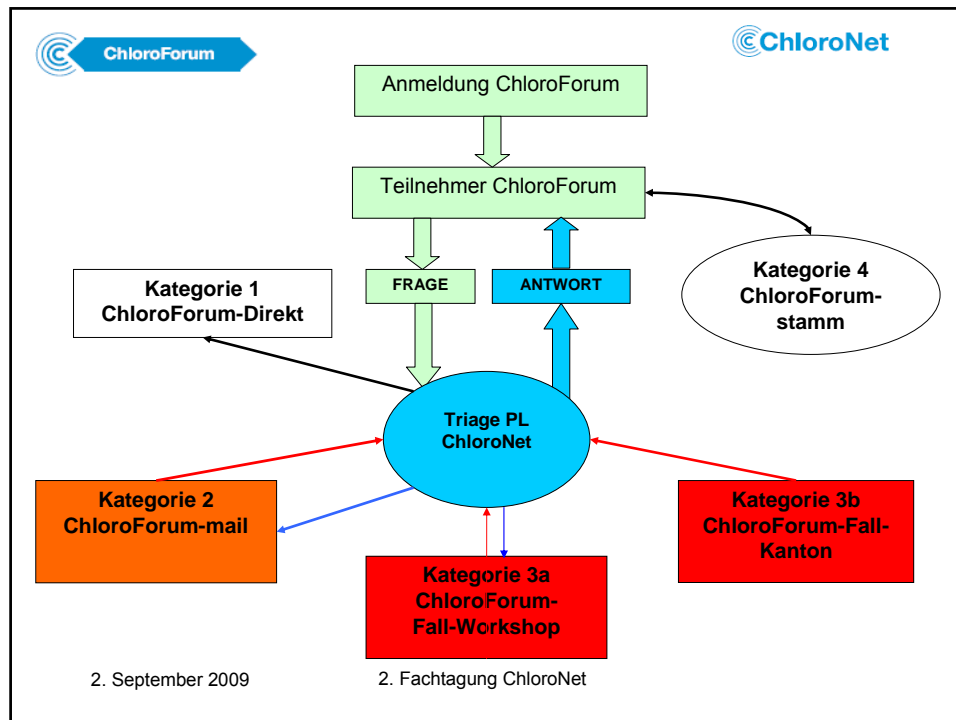 ChloroForum
ChloroNet
Anmeldung ChloroForum
Teilnehmer ChloroForum
FRAGE
ANTWORT
Kategorie 1
ChloroForum-Direkt
Kategorie 4
ChloroForum-
stamm
Triage PL
ChloroNet
Kategorie 2
ChloroForum-mail
Kategorie 3a
ChloroForum-
Fall-Workshop
Kategorie 3b
ChloroForum-Fall-
Kanton
2. September 2009
2. Fachtagung ChloroNet